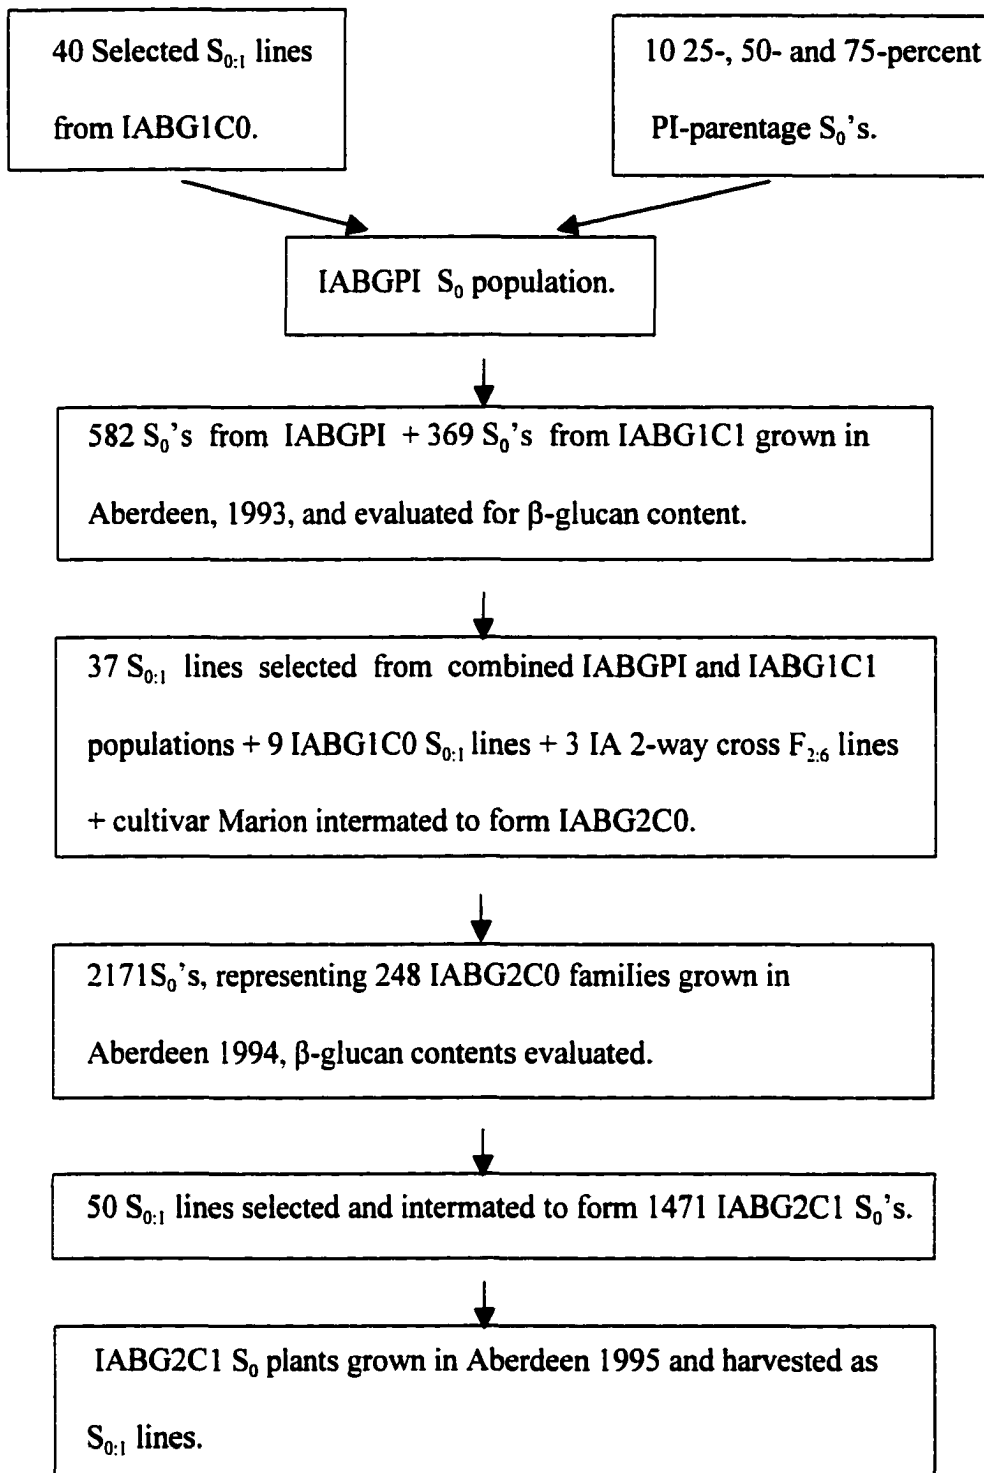 40 Selected S₀:₁ lines
from IABG1C0.
10 25-, 50- and 75-percent
PI-parentage S₀'s.
IABGPI S₀ population.
582 S₀'s from IABGPI + 369 S₀'s from IABG1C1 grown in
Aberdeen, 1993, and evaluated for β-glucan content.
37 S₀:₁ lines selected from combined IABGPI and IABG1C1
populations + 9 IABG1C0 S₀:₁ lines + 3 IA 2-way cross F₂:₆ lines
+ cultivar Marion intermated to form IABG2C0.
2171S₀'s, representing 248 IABG2C0 families grown in
Aberdeen 1994, β-glucan contents evaluated.
50 S₀:₁ lines selected and intermated to form 1471 IABG2C1 S₀'s.
IABG2C1 S₀ plants grown in Aberdeen 1995 and harvested as
S₀:₁ lines.